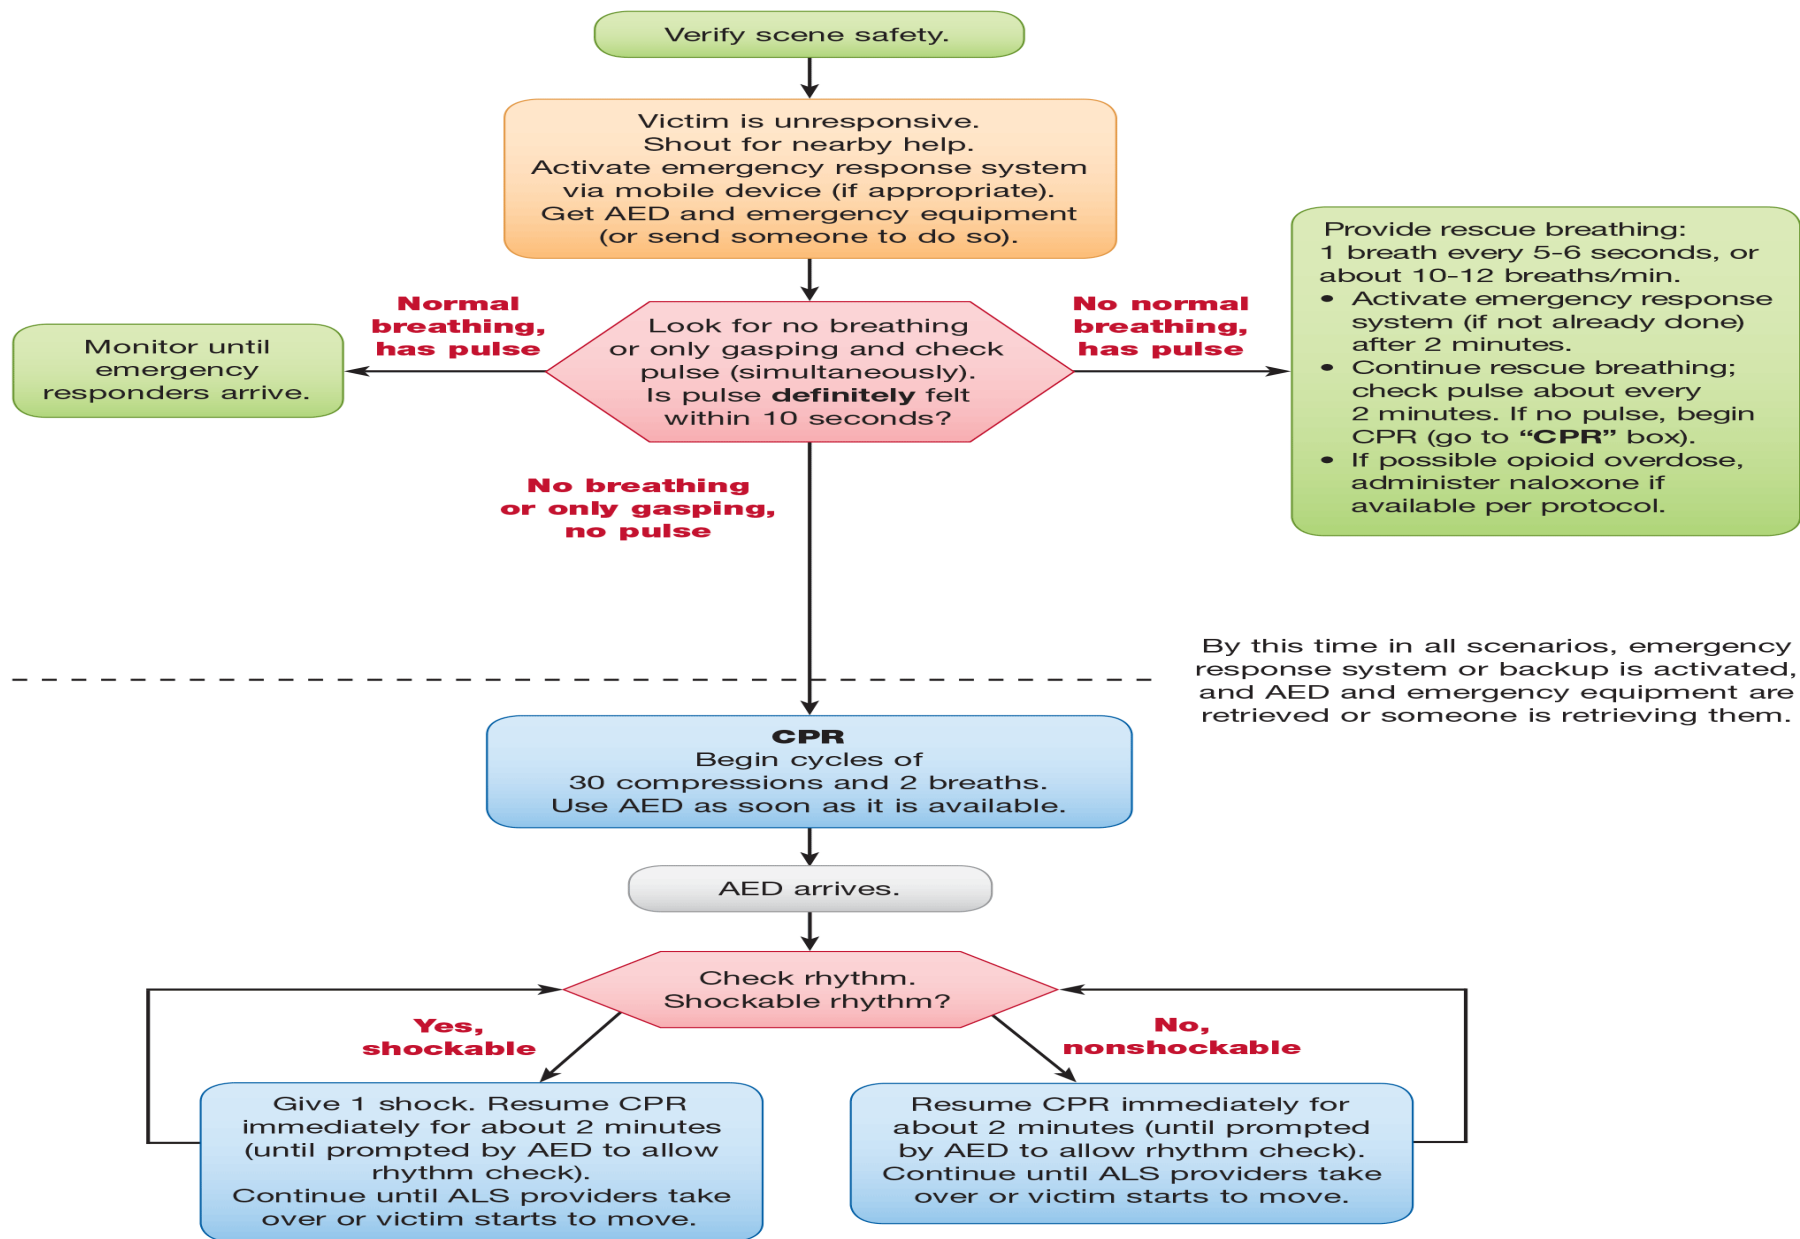 Verify scene safety.
Victim is unresponsive.
Shout for nearby help.
Activate emergency response system
via mobile device (if appropriate).
Get AED and emergency equipment
(or send someone to do so).
Normal
breathing,
has pulse
Monitor until
emergency
responders arrive.
Look for no breathing
or only gasping and check
pulse (simultaneously).
Is pulse definitely felt
within 10 seconds?
No normal
breathing,
has pulse
Provide rescue breathing:
1 breath every 5-6 seconds, or
about 10-12 breaths/min.
• Activate emergency response
system (if not already done)
after 2 minutes.
• Continue rescue breathing;
check pulse about every
2 minutes. If no pulse, begin
CPR (go to “CPR” box).
• If possible opioid overdose,
administer naloxone if
available per protocol.
No breathing
or only gasping,
no pulse
By this time in all scenarios, emergency
response system or backup is activated,
and AED and emergency equipment are
retrieved or someone is retrieving them.
CPR
Begin cycles of
30 compressions and 2 breaths.
Use AED as soon as it is available.
AED arrives.
Check rhythm.
Shockable rhythm?
Yes,
shockable
No,
nonshockable
Give 1 shock. Resume CPR
immediately for about 2 minutes
(until prompted by AED to allow
rhythm check).
Continue until ALS providers take
over or victim starts to move.
Resume CPR immediately for
about 2 minutes (until prompted
by AED to allow rhythm check).
Continue until ALS providers take
over or victim starts to move.